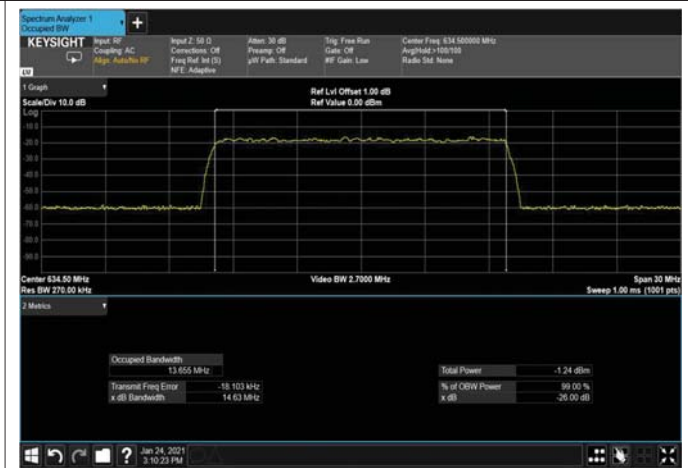 Spectrum Analyzer 1
Occupied BW
+
KEYSIGHT
LV
Input: RF
Coupling: AC
Align: Auto/No RF
Input Z: 50 Ω
Corrections: Off
Freq Ref: Int (S)
NFE: Adaptive
Atten: 30 dB
Preamp: Off
µW Path: Standard
Trig: Free Run
Gate: Off
#IF Gain: Low
Center Freq: 634.500000 MHz
Avg|Hold:>100/100
Radio Std: None
1 Graph
Scale/Div 10.0 dB
Ref Lvl Offset 1.00 dB
Ref Value 0.00 dBm
Log
-10.0
-20.0
-30.0
-40.0
-50.0
-60.0
-70.0
-80.0
-90.0
Center 634.50 MHz
Res BW 270.00 kHz
Video BW 2.7000 MHz
Span 30 MHz
Sweep 1.00 ms (1001 pts)
2 Metrics
Occupied Bandwidth
13.655 MHz
Transmit Freq Error -18.103 kHz
x dB Bandwidth 14.63 MHz
Total Power -1.24 dBm
% of OBW Power 99.00 %
x dB -26.00 dB
?
Jan 24, 2021
3:10:23 PM